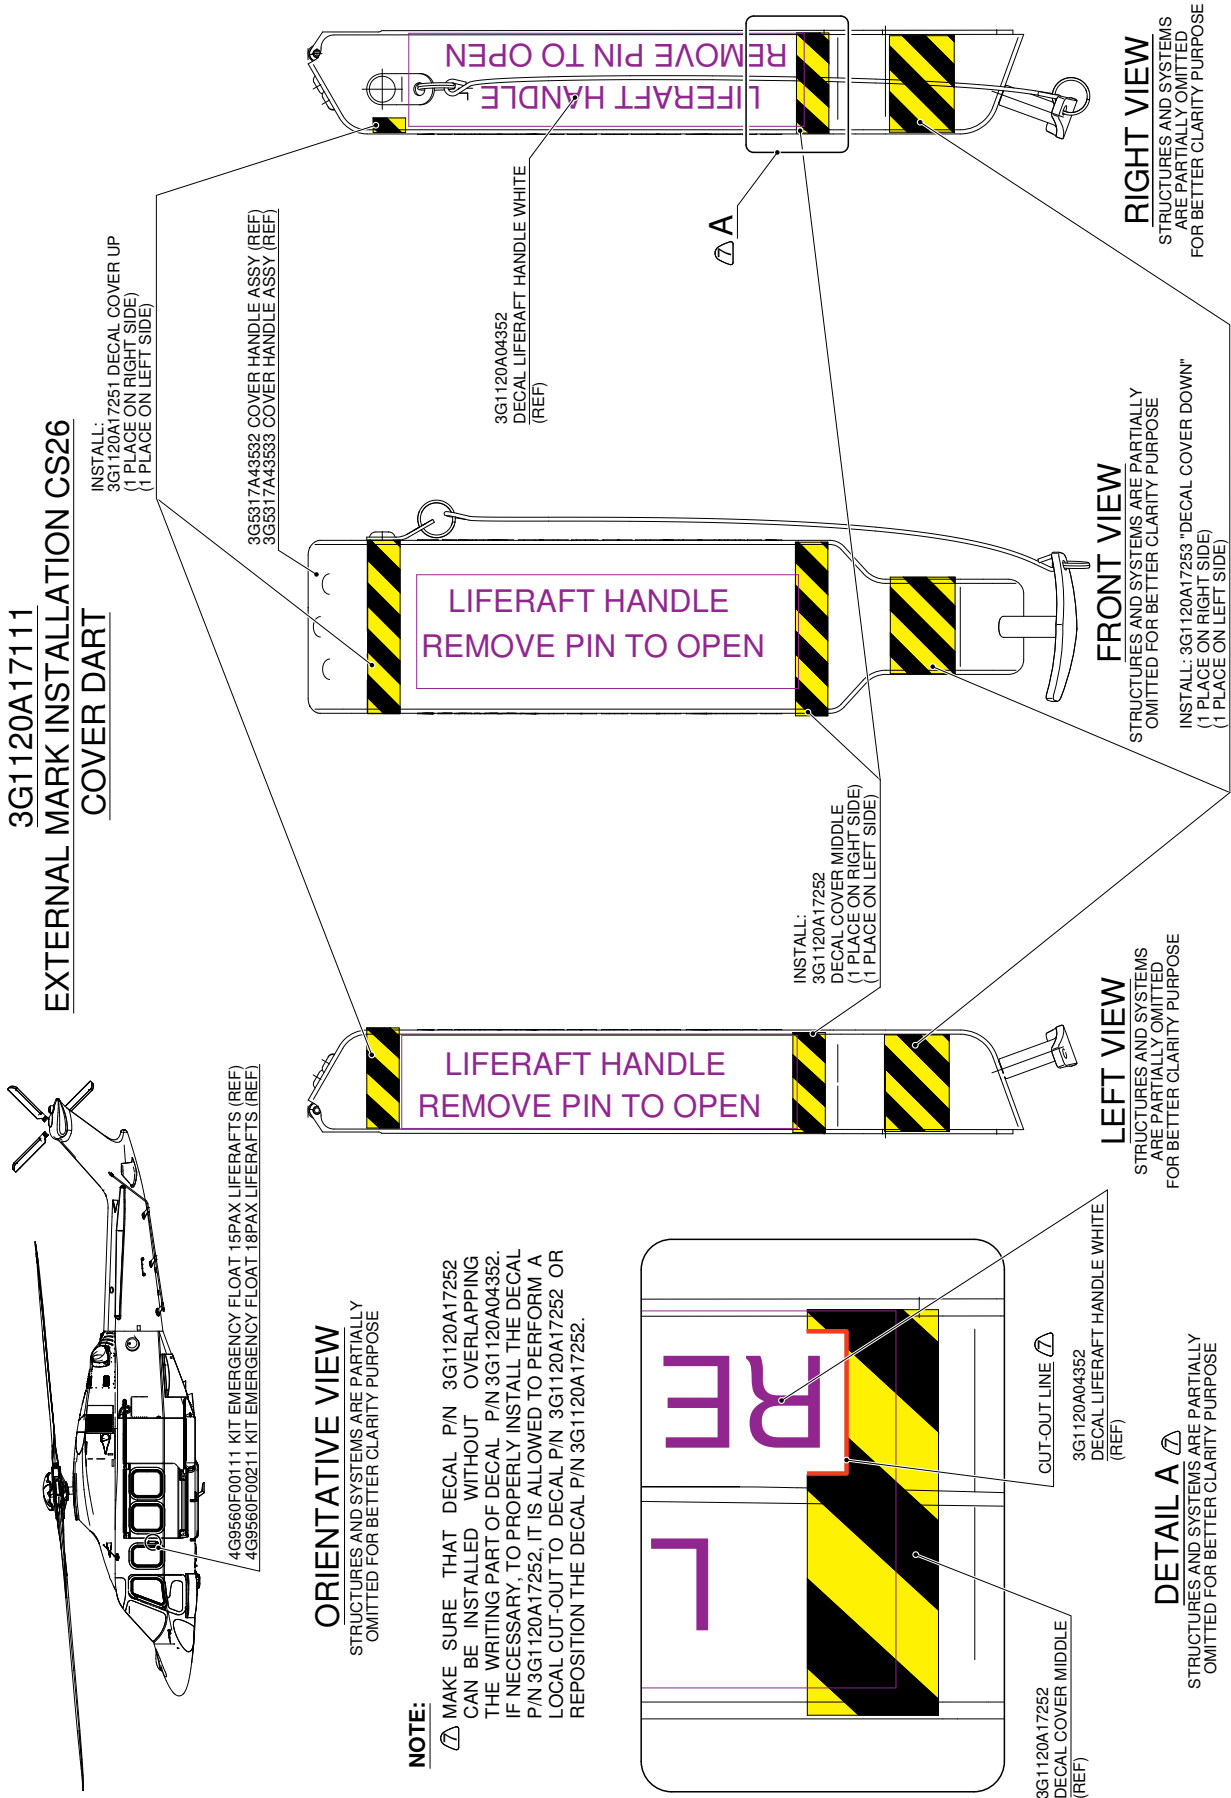 3G1120A17111
EXTERNAL MARK INSTALLATION CS26
COVER DART
4G9560F00111 KIT EMERGENCY FLOAT 15PAX LIFERAFTS (REF)
4G9560F00211 KIT EMERGENCY FLOAT 18PAX LIFERAFTS (REF)
ORIENTATIVE VIEW
STRUCTURES AND SYSTEMS ARE PARTIALLY
OMITTED FOR BETTER CLARITY PURPOSE
NOTE:
7 MAKE SURE THAT DECAL P/N 3G1120A17252
CAN BE INSTALLED WITHOUT OVERLAPPING
THE WRITING PART OF DECAL P/N 3G1120A04352.
IF NECESSARY, TO PROPERLY INSTALL THE DECAL
P/N 3G1120A17252, IT IS ALLOWED TO PERFORM A
LOCAL CUT-OUT TO DECAL P/N 3G1120A17252 OR
REPOSITION THE DECAL P/N 3G1120A17252.
INSTALL:
3G1120A17251 DECAL COVER UP
(1 PLACE ON RIGHT SIDE)
(1 PLACE ON LEFT SIDE)
3G5317A43532 COVER HANDLE ASSY (REF)
3G5317A43533 COVER HANDLE ASSY (REF)
3G1120A04352
DECAL LIFERAFT HANDLE WHITE
(REF)
7 A
LIFERAFT HANDLE
REMOVE PIN TO OPEN
LIFERAFT HANDLE
REMOVE PIN TO OPEN
LIFERAFT HANDLE
REMOVE PIN TO OPEN
INSTALL:
3G1120A17252
DECAL COVER MIDDLE
(1 PLACE ON RIGHT SIDE)
(1 PLACE ON LEFT SIDE)
LEFT VIEW
STRUCTURES AND SYSTEMS
ARE PARTIALLY OMITTED
FOR BETTER CLARITY PURPOSE
FRONT VIEW
STRUCTURES AND SYSTEMS ARE PARTIALLY
OMITTED FOR BETTER CLARITY PURPOSE
INSTALL: 3G1120A17253 "DECAL COVER DOWN"
(1 PLACE ON RIGHT SIDE)
(1 PLACE ON LEFT SIDE)
RIGHT VIEW
STRUCTURES AND SYSTEMS
ARE PARTIALLY OMITTED
FOR BETTER CLARITY PURPOSE
L
RE
3G1120A17252
DECAL COVER MIDDLE
(REF)
CUT-OUT LINE 7
3G1120A04352
DECAL LIFERAFT HANDLE WHITE
(REF)
DETAIL A 7
STRUCTURES AND SYSTEMS ARE PARTIALLY
OMITTED FOR BETTER CLARITY PURPOSE